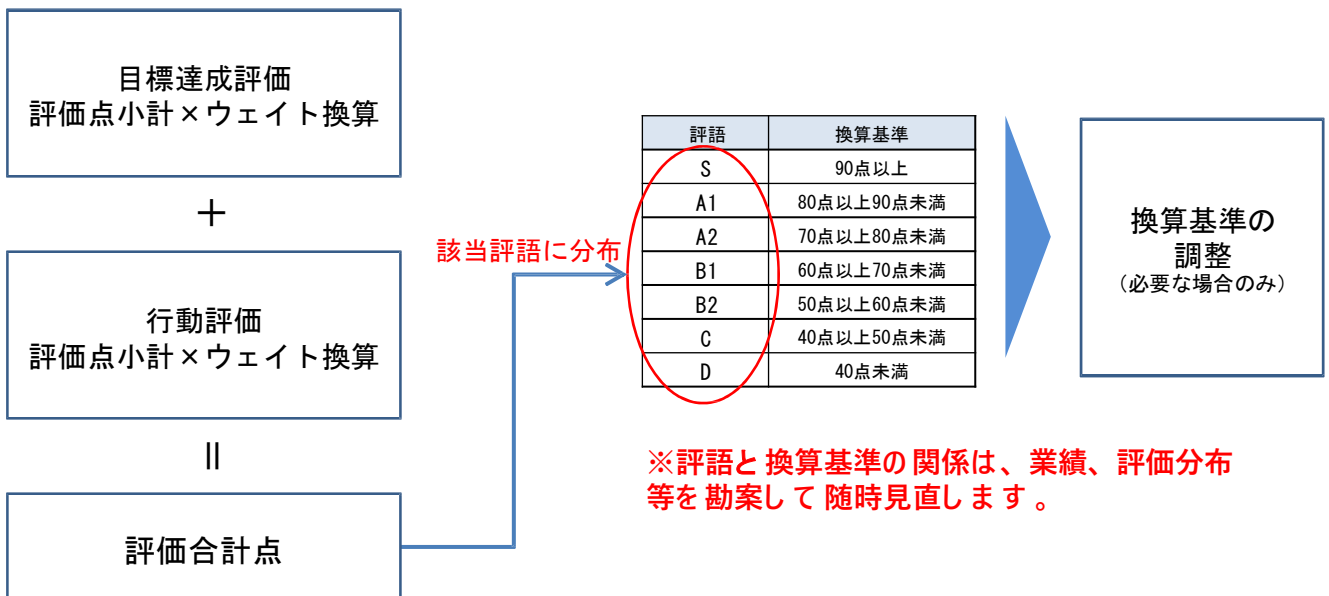 目標達成評価
評価点小計×ウェイト換算
＋
行動評価
評価点小計×ウェイト換算
＝
評価合計点
該当評語に分布
評語 換算基準
S 90点以上
A1 80点以上90点未満
A2 70点以上80点未満
B1 60点以上70点未満
B2 50点以上60点未満
C 40点以上50点未満
D 40点未満
※評語と換算基準の関係は、業績、評価分布
等を勘案して随時見直します。
換算基準の
調整
（必要な場合のみ）